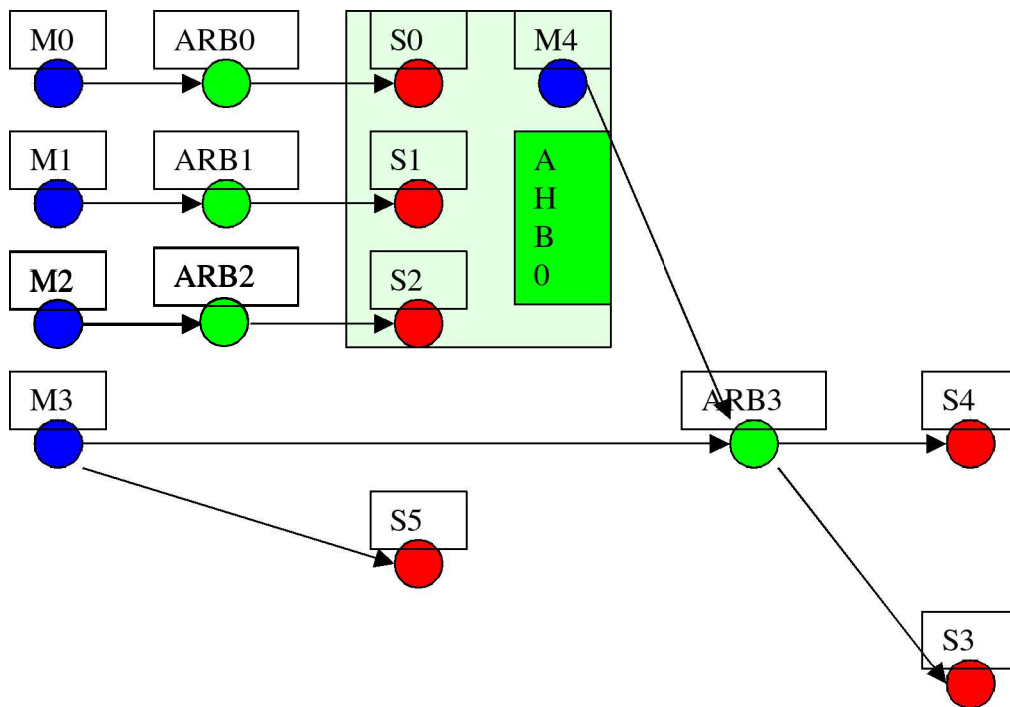 M0 ARB0 S0 M4
M1 ARB1 S1 A
H
B
0
M2 ARB2 S2
M3 ARB3 S4
S5
S3